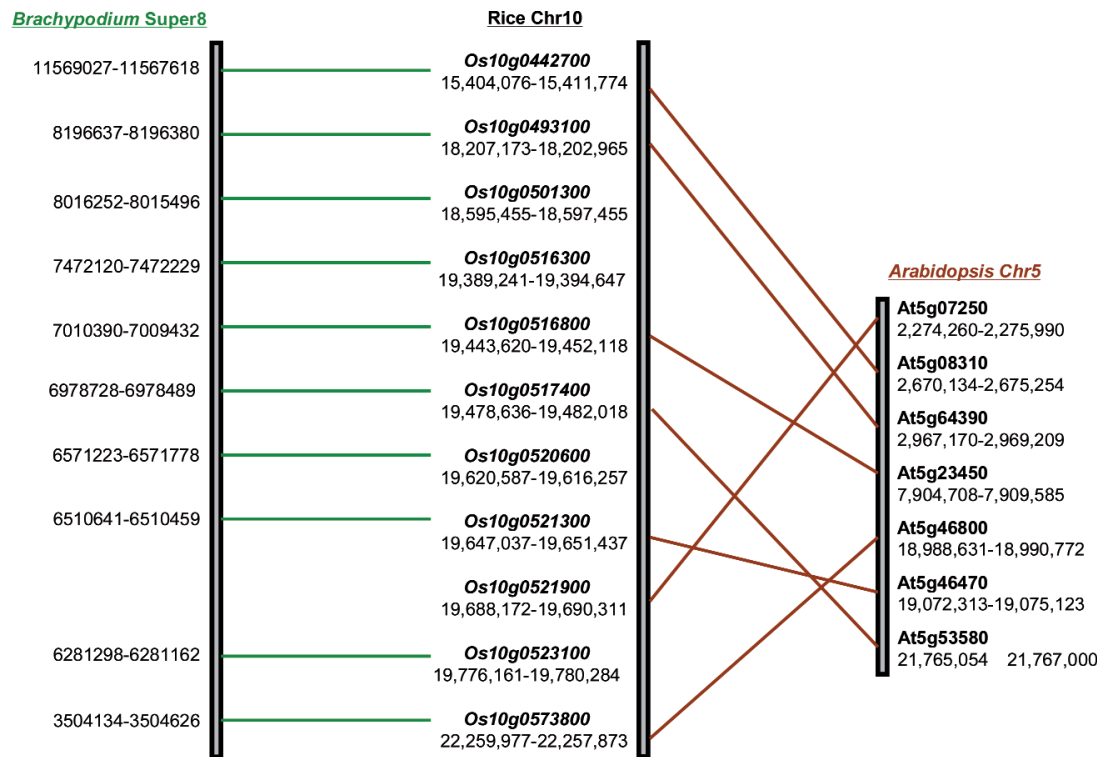 Brachypodium Super8
Rice Chr10
11569027-11567618
Os10g0442700
15,404,076-15,411,774
8196637-8196380
Os10g0493100
18,207,173-18,202,965
8016252-8015496
Os10g0501300
18,595,455-18,597,455
7472120-7472229
Os10g0516300
19,389,241-19,394,647
7010390-7009432
Os10g0516800
19,443,620-19,452,118
6978728-6978489
Os10g0517400
19,478,636-19,482,018
6571223-6571778
Os10g0520600
19,620,587-19,616,257
6510641-6510459
Os10g0521300
19,647,037-19,651,437
Os10g0521900
19,688,172-19,690,311
6281298-6281162
Os10g0523100
19,776,161-19,780,284
3504134-3504626
Os10g0573800
22,259,977-22,257,873
Arabidopsis Chr5
At5g07250
2,274,260-2,275,990
At5g08310
2,670,134-2,675,254
At5g64390
2,967,170-2,969,209
At5g23450
7,904,708-7,909,585
At5g46800
18,988,631-18,990,772
At5g46470
19,072,313-19,075,123
At5g53580
21,765,054 21,767,000